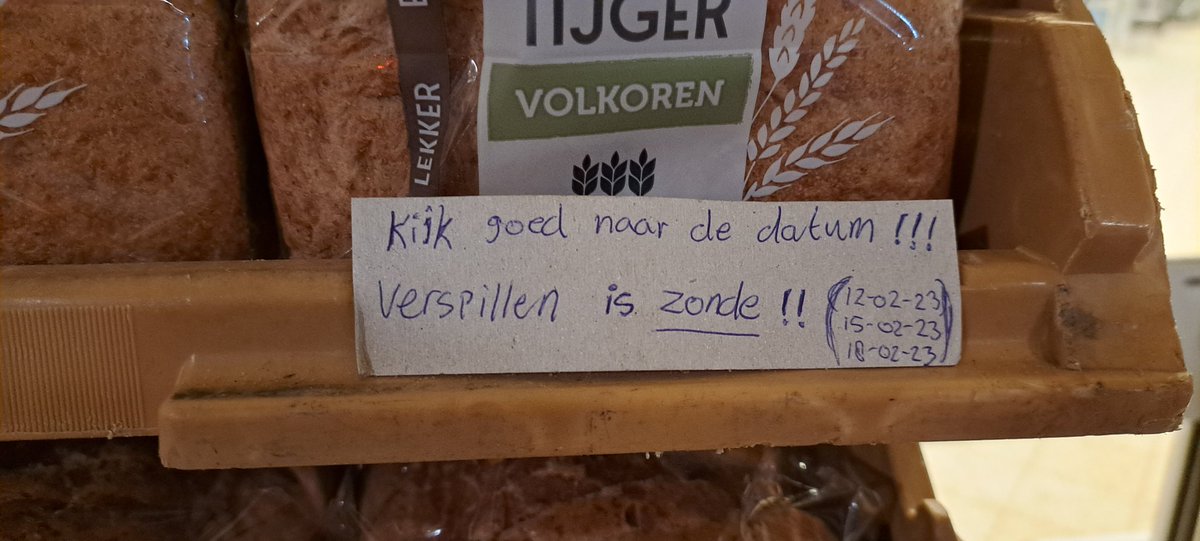 TIJGER
VOLKOREN
LEKKER
Kijk goed naar de datum !!!
Verspillen is zonde !! (12-02-23
15-02-23
18-02-23)